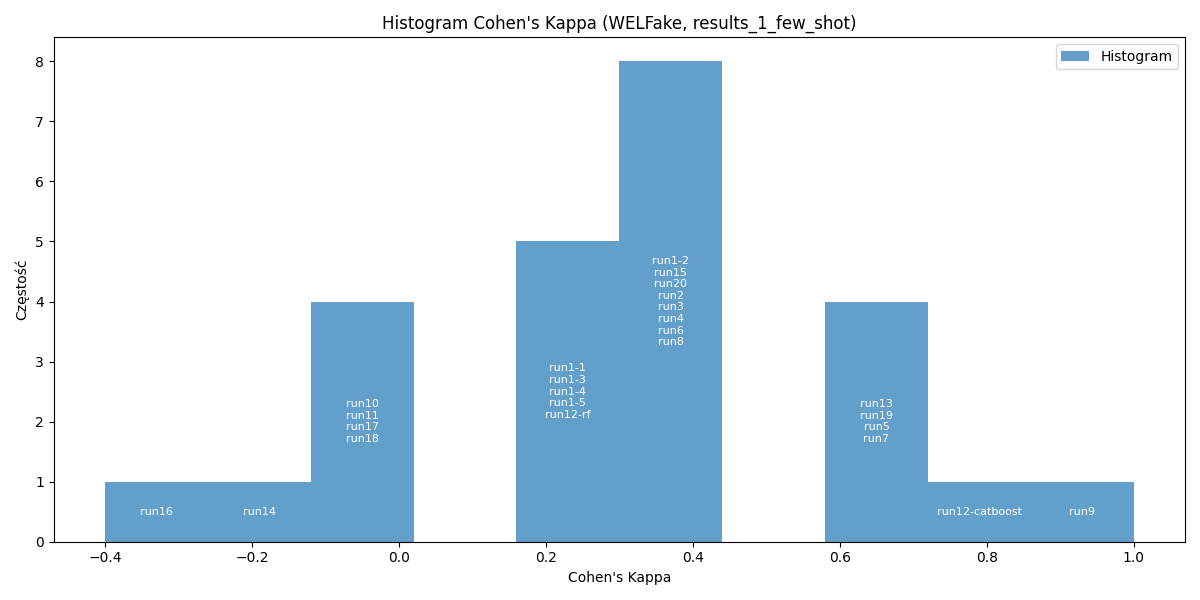 Histogram Cohen's Kappa (WELFake, results_1_few_shot)
Histogram
Częstość
8
7
6
5
4
3
2
1
0
run16
run14
run10
run11
run17
run18
run1-1
run1-3
run1-4
run1-5
run12-rf
run1-2
run15
run20
run2
run3
run4
run6
run8
run13
run19
run5
run7
run12-catboost
run9
−0.4 −0.2 0.0 0.2 0.4 0.6 0.8 1.0
Cohen's Kappa